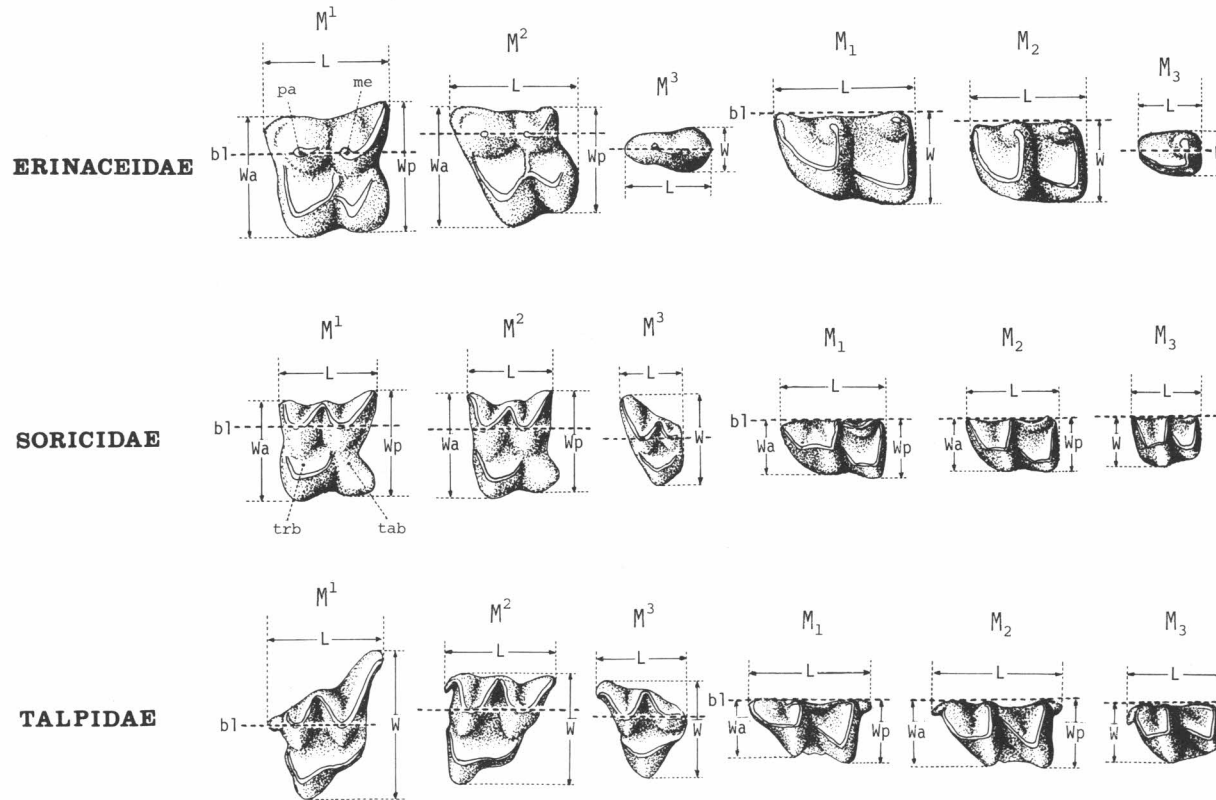 M¹ M² M³ M₁ M₂ M₃
L L L L L L
pa me
bl bl
ERINACEIDAE
Wa Wp Wa Wp W W W
M¹ M² M³ M₁ M₂ M₃
L L L L L L
bl bl
SORICIDAE
Wa Wp Wa Wp W Wa Wp Wa Wp W
trb tab
M¹ M² M³ M₁ M₂ M₃
L L L L L L
bl bl
TALPIDAE
W W W Wa Wp Wa Wp W